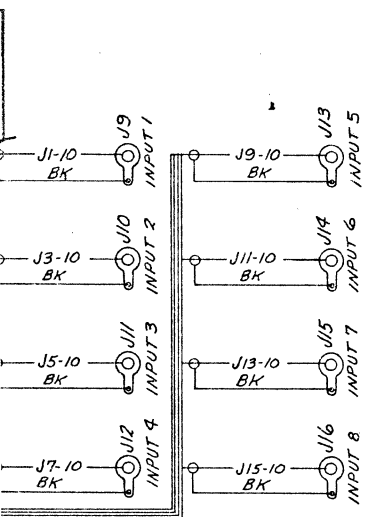 J9
INPUT 1
J1-10
BK
J13
INPUT 5
J9-10
BK
J10
INPUT 2
J3-10
BK
J14
INPUT 6
J11-10
BK
J11
INPUT 3
J5-10
BK
J15
INPUT 7
J13-10
BK
J12
INPUT 4
J7-10
BK
J16
INPUT 8
J15-10
BK